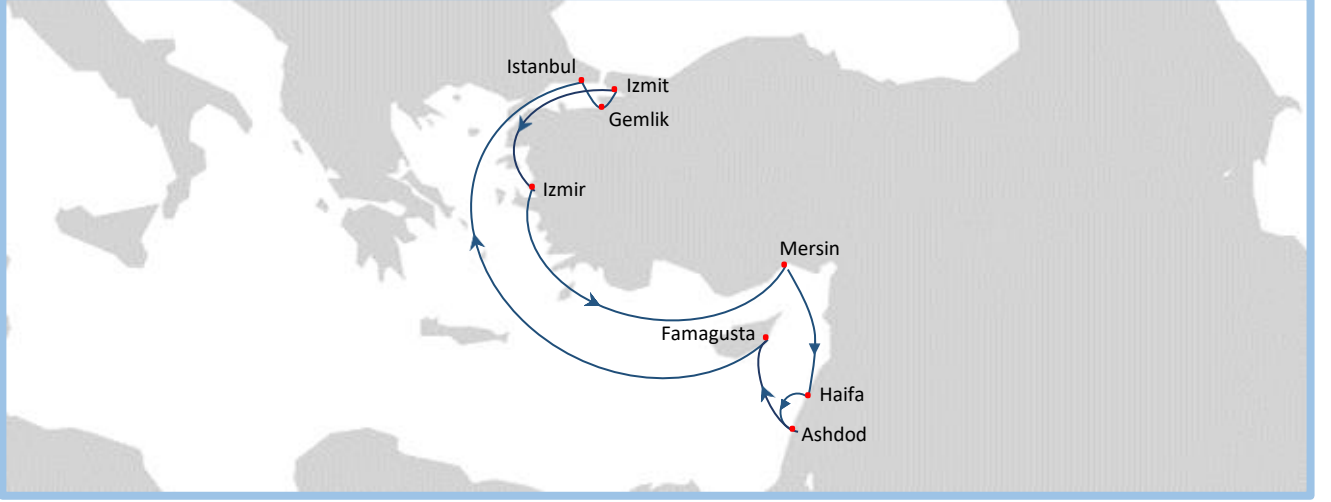 Istanbul
Izmit
Gemlik
Izmir
Mersin
Famagusta
Haifa
Ashdod